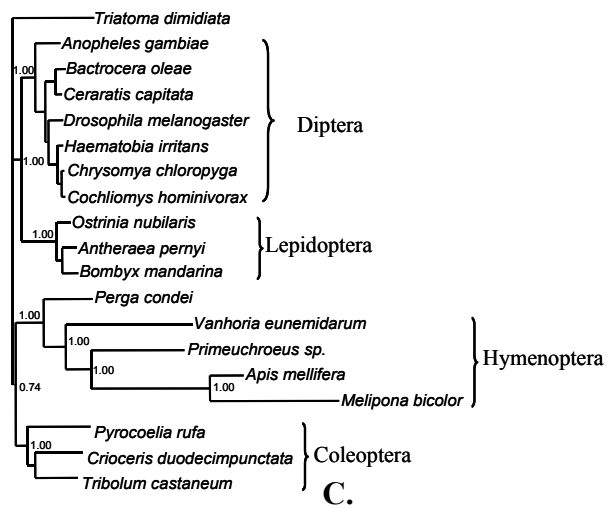 Triatoma dimidiata
Anopheles gambiae
1.00
Bactrocera oleae
Ceraratis capitata
Drosophila melanogaster
Diptera
Haematobia irritans
1.00
Chrysomya chloropyga
Cochliomys hominivorax
Ostrinia nubilaris
1.00
Antheraea pernyi
Lepidoptera
Bombyx mandarina
Perga condei
1.00
Vanhoria eunemidarum
1.00
Primeuchroeus sp.
Hymenoptera
1.00
Apis mellifera
1.00
0.74
Melipona bicolor
Pyrocoelia rufa
1.00
Crioceris duodecimpunctata
Coleoptera
Tribolum castaneum
C.